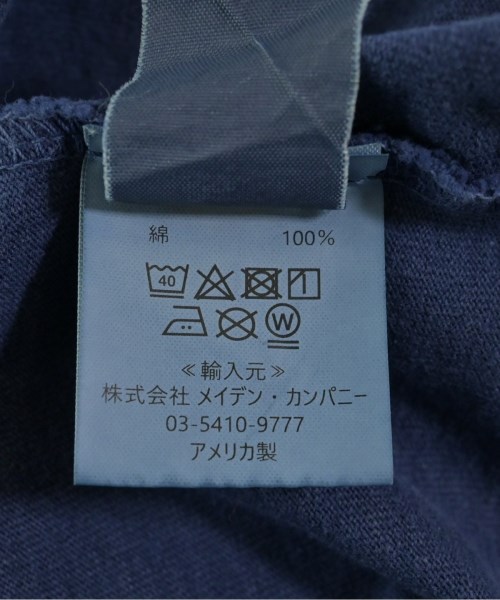 綿 100%
40
W
≪輸入元≫
株式会社 メイデン・カンパニー
03-5410-9777
アメリカ製